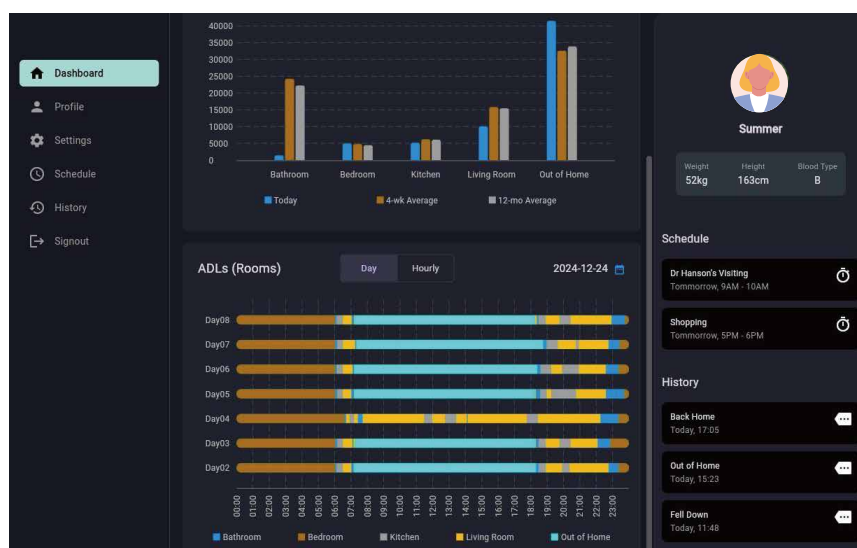 Dashboard
Profile
Settings
Schedule
History
Signout
40000
35000
30000
25000
20000
15000
10000
5000
0
Bathroom Bedroom Kitchen Living Room Out of Home
Today 4-wk Average 12-mo Average
ADLs (Rooms) Day Hourly 2024-12-24
Day08
Day07
Day06
Day05
Day04
Day03
Day02
00:00 01:00 02:00 03:00 04:00 05:00 06:00 07:00 08:00 09:00 10:00 11:00 12:00 13:00 14:00 15:00 16:00 17:00 18:00 19:00 20:00 21:00 22:00 23:00
Bathroom Bedroom Kitchen Living Room Out of Home
Summer
Weight Height Blood Type
52kg 163cm B
Schedule
Dr Hanson's Visiting
Tommorrow, 9AM - 10AM
Shopping
Tommorrow, 5PM - 6PM
History
Back Home
Today, 17:05
Out of Home
Today, 15:23
Fell Down
Today, 11:48